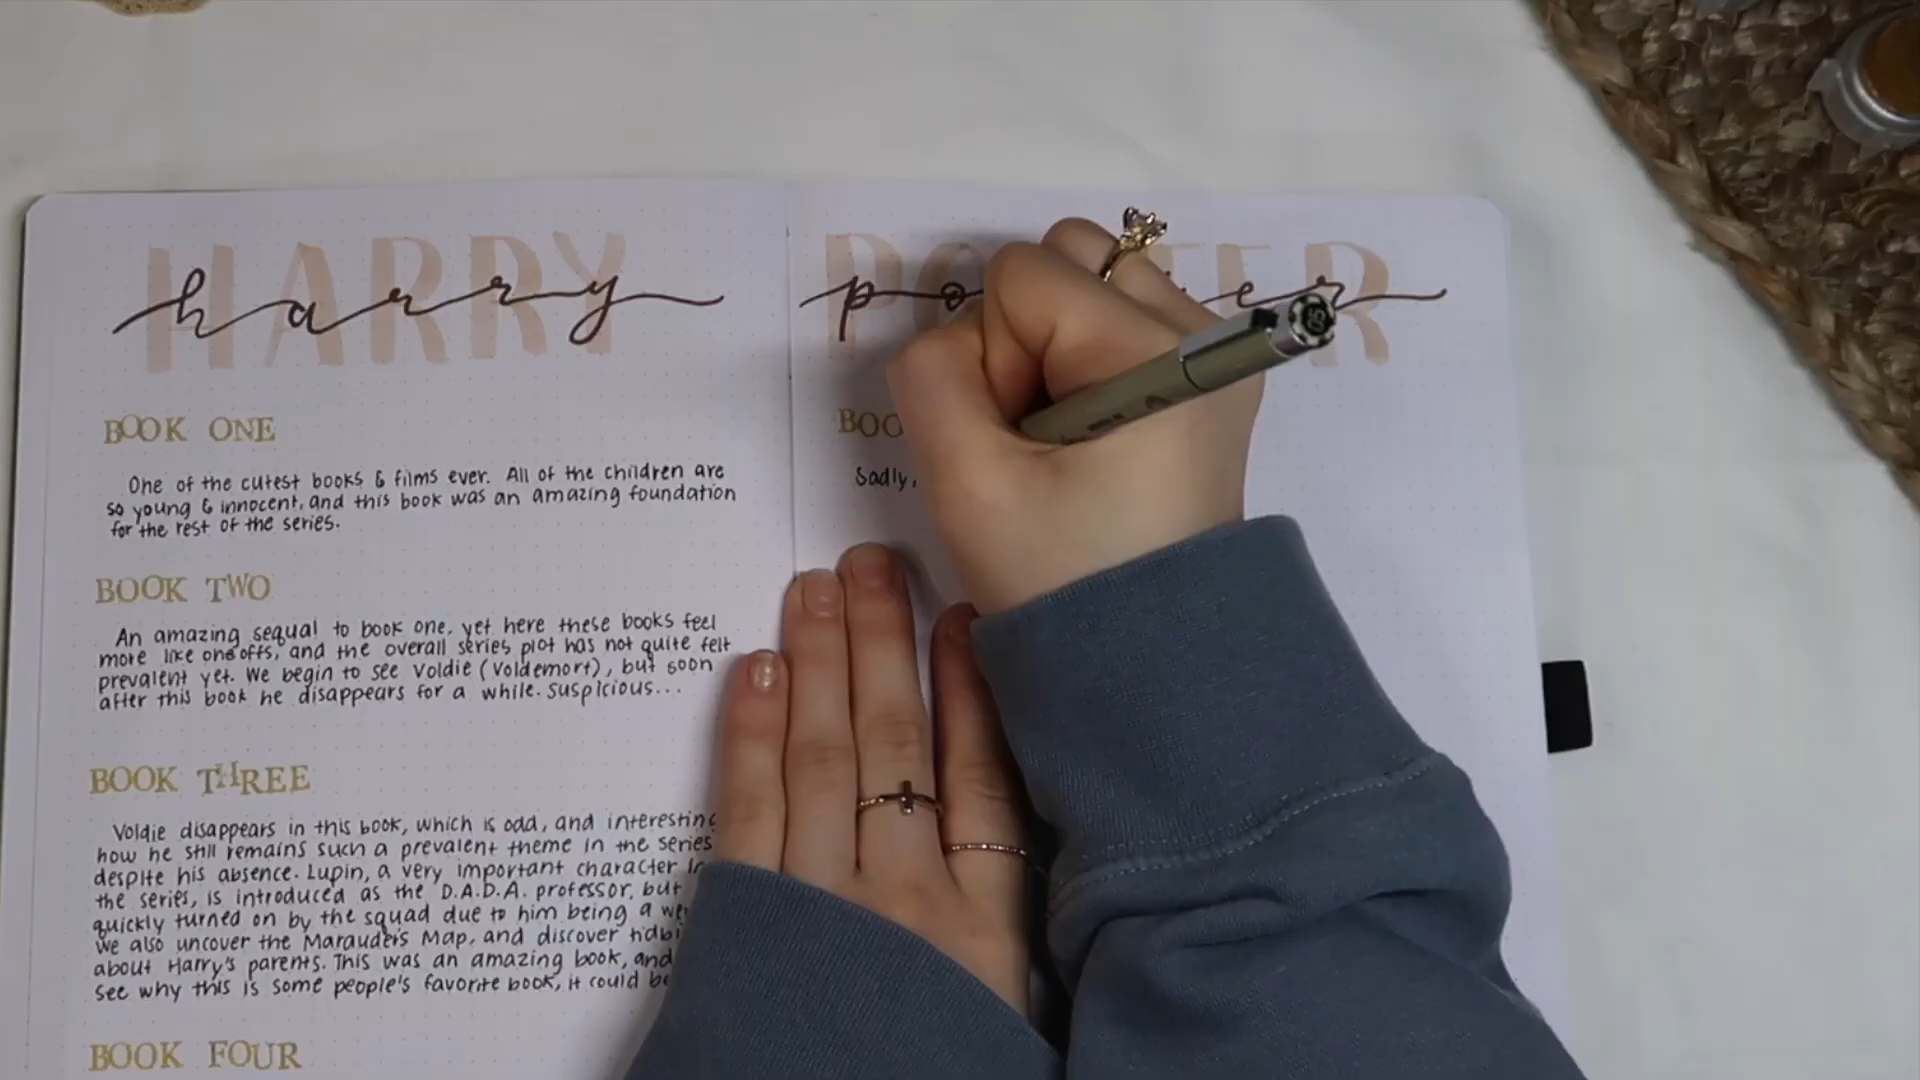 HARRY
harry
BOOK ONE
One of the cutest books & films ever. All of the children are
so young & innocent, and this book was an amazing foundation
for the rest of the series.
BOOK TWO
An amazing sequal to book one, yet here these books feel
more like one offs, and the overall series plot has not quite felt
prevalent yet. We begin to see Voldie (Voldemort), but soon
after this book he disappears for a while. Suspicious...
BOOK THREE
Voldie disappears in this book, which is odd, and interesting
how he still remains such a prevalent theme in the series
despite his absence. Lupin, a very important character in
the series, is introduced as the D.A.D.A. professor, but
quickly turned on by the squad due to him being a
we also uncover the Marauder's Map, and discover
about Harry's parents. This was an amazing book, and
see why this is some people's favorite book, it could
BOOK FOUR
Sadly,
05